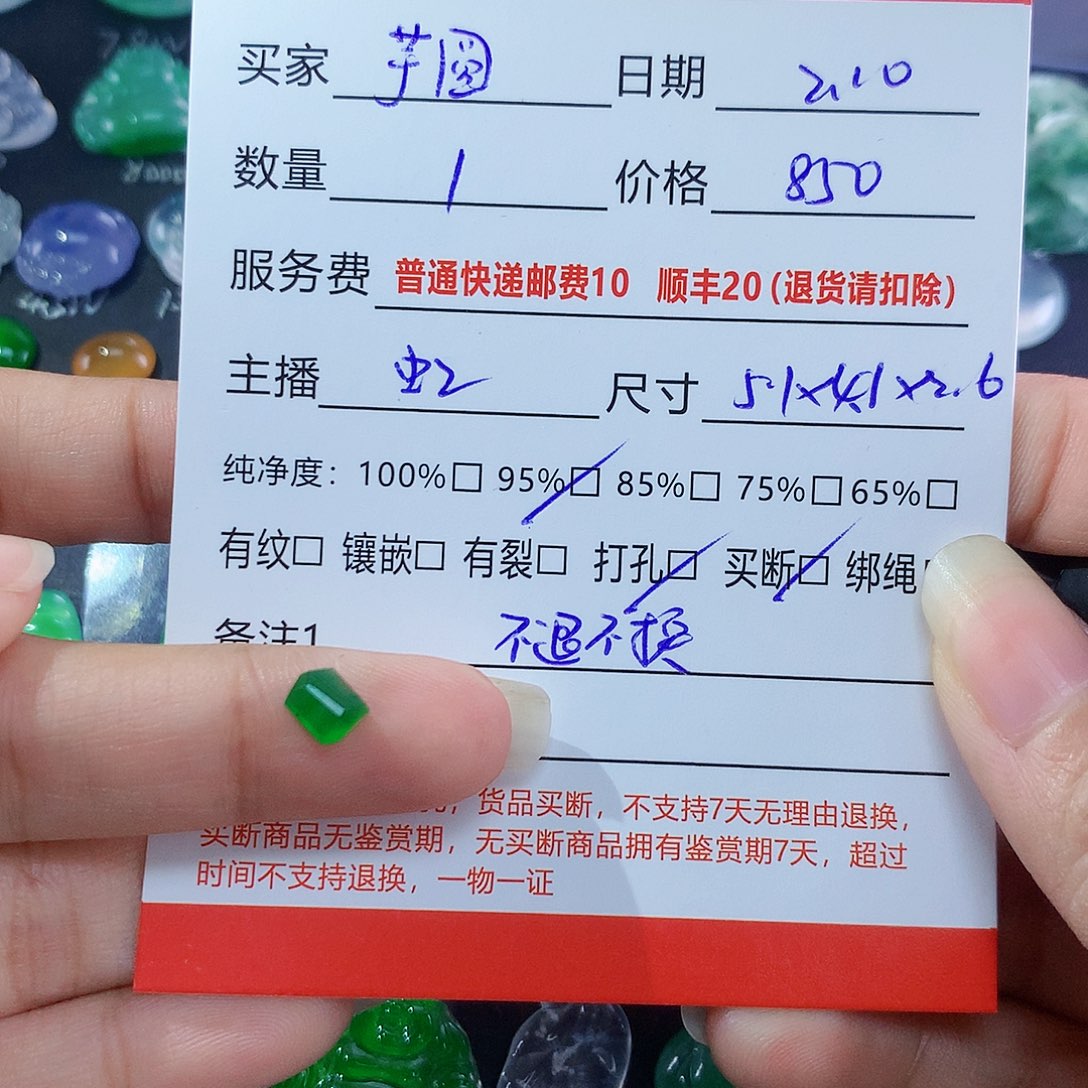 买家 芋圆 日期 2.10
数量 1 价格 850
服务费 普通快递邮费10 顺丰20(退货请扣除)
主播 虹 尺寸 5.1×4.1×2.6
纯净度：100%□ 95%□ 85%□ 75%□ 65%□
有纹□ 镶嵌□ 有裂□ 打孔□ 买断□ 绑绳
备注1 不退不换
货品买断，不支持7天无理由退换，
买断商品无鉴赏期，无买断商品拥有鉴赏期7天，超过
时间不支持退换，一物一证